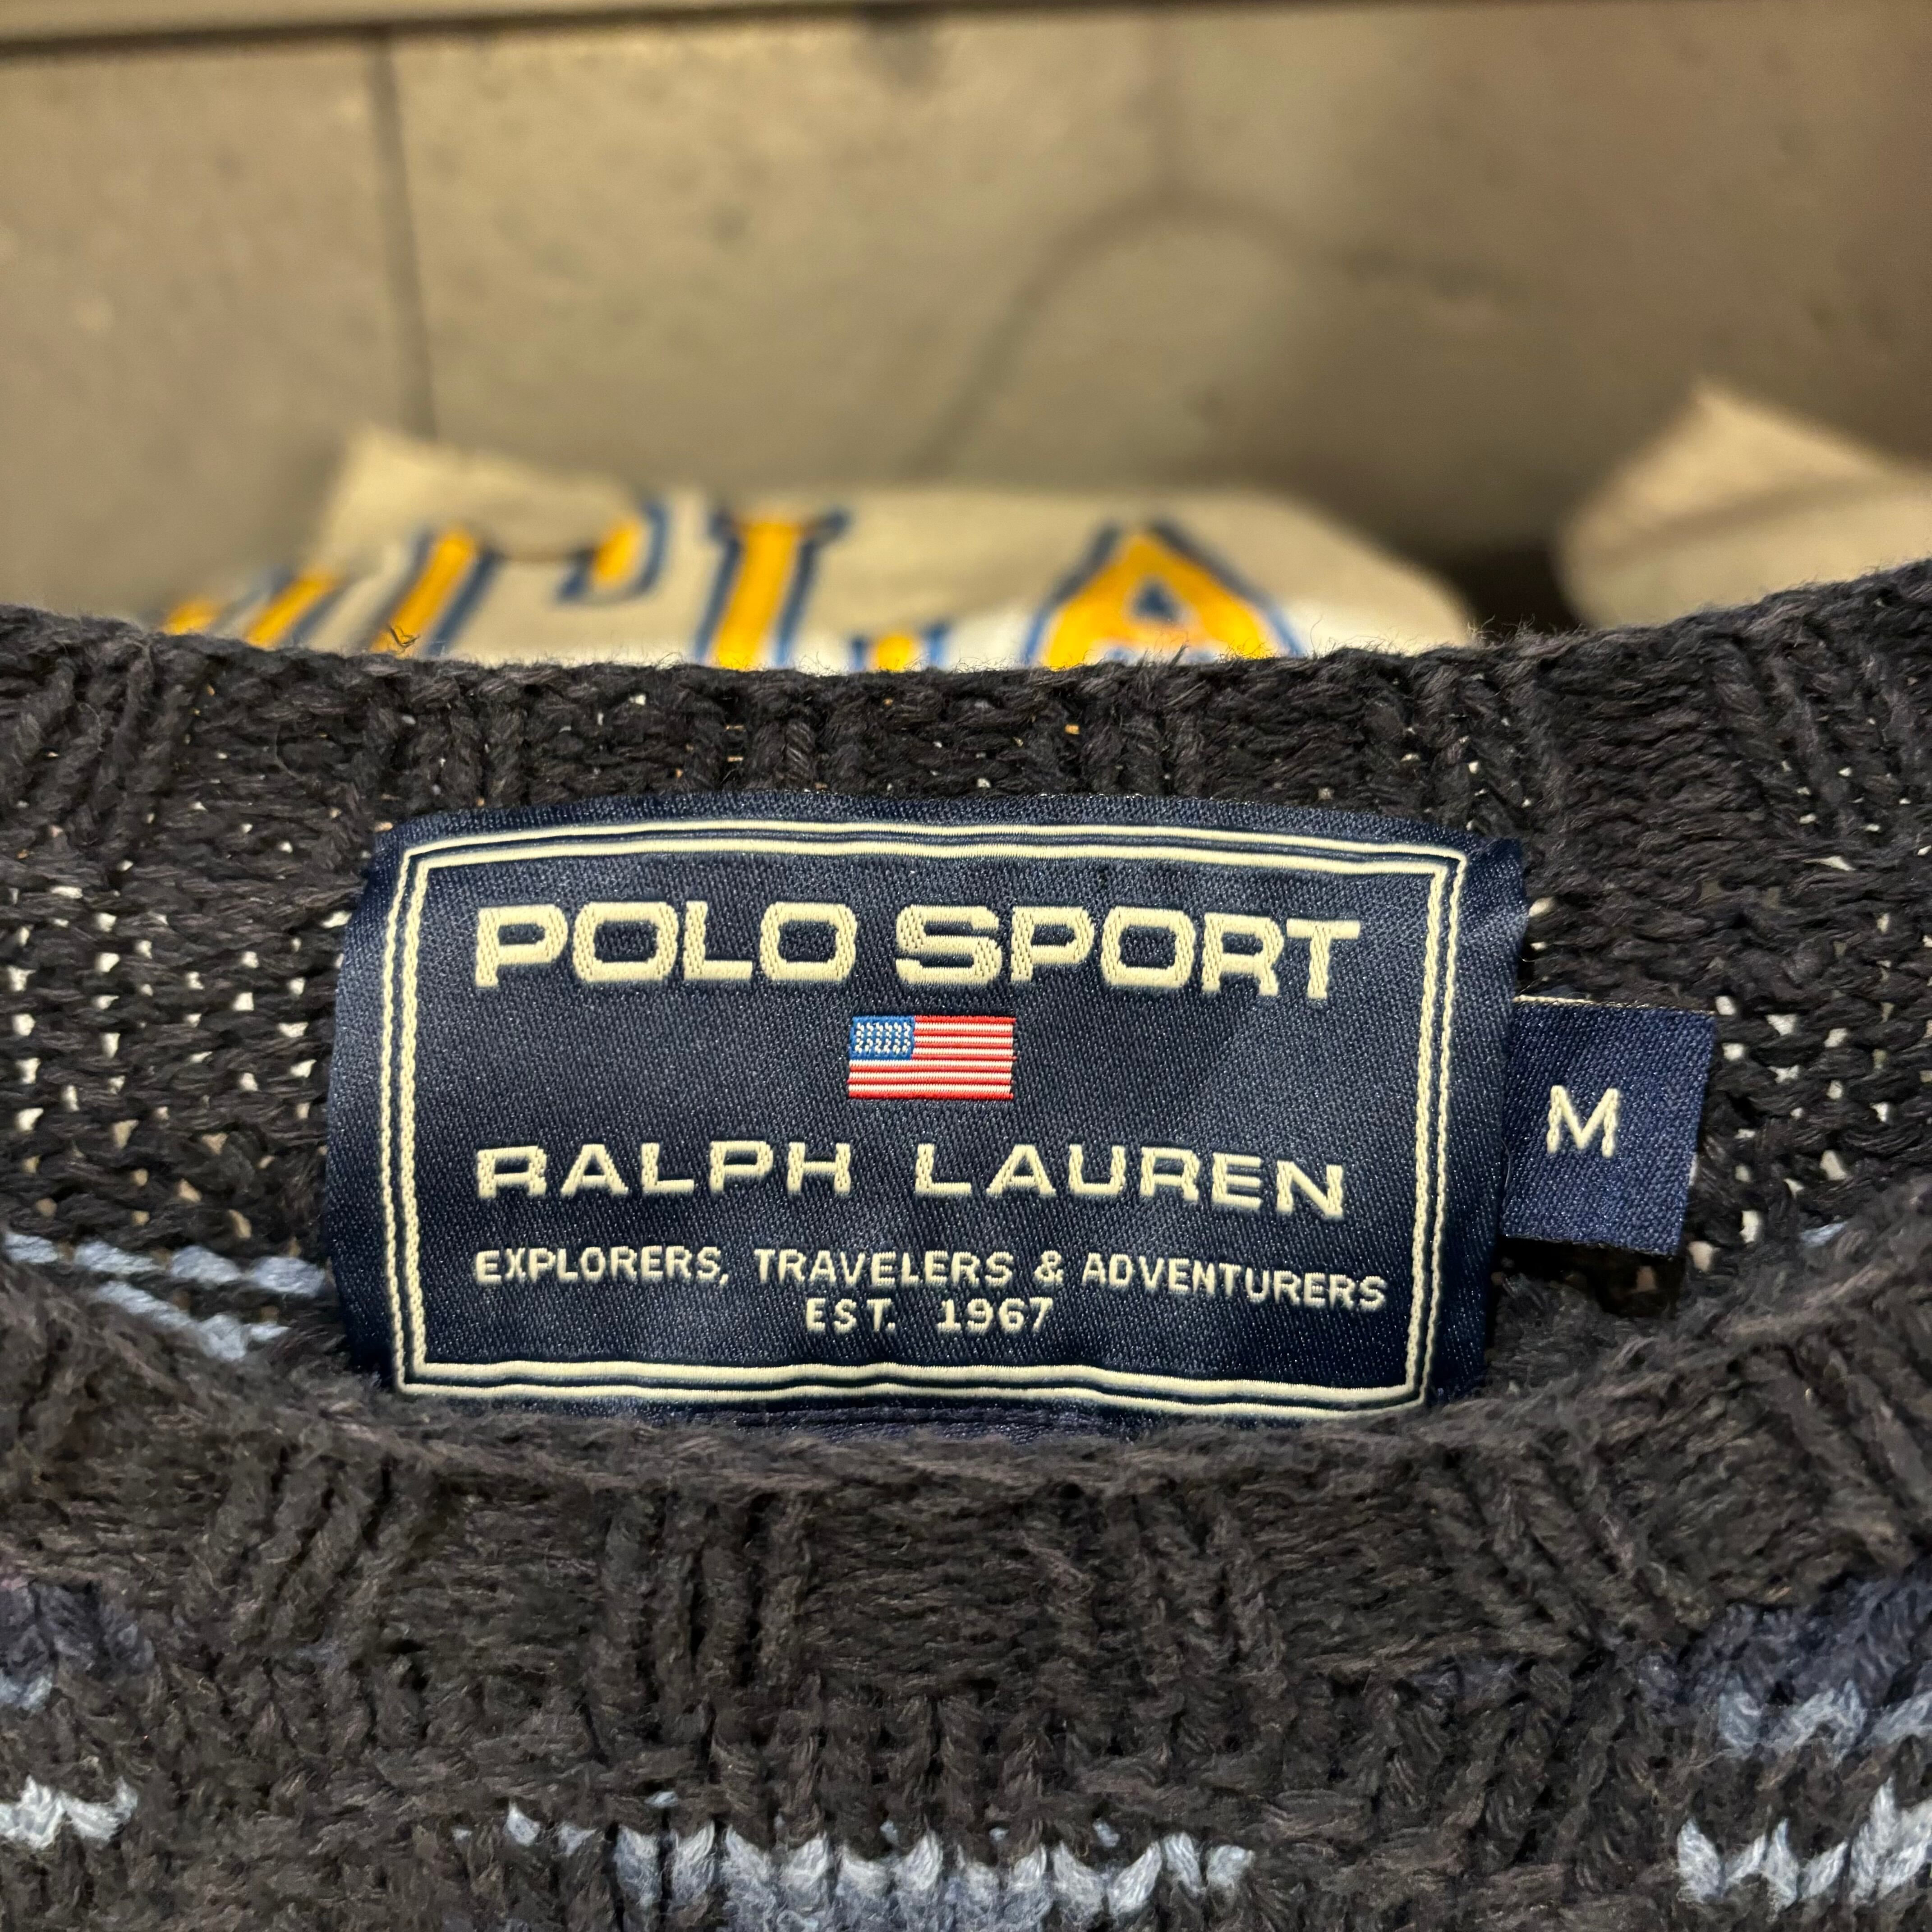 POLO SPORT
RALPH LAUREN
EXPLORERS, TRAVELERS & ADVENTURERS
EST. 1967
M